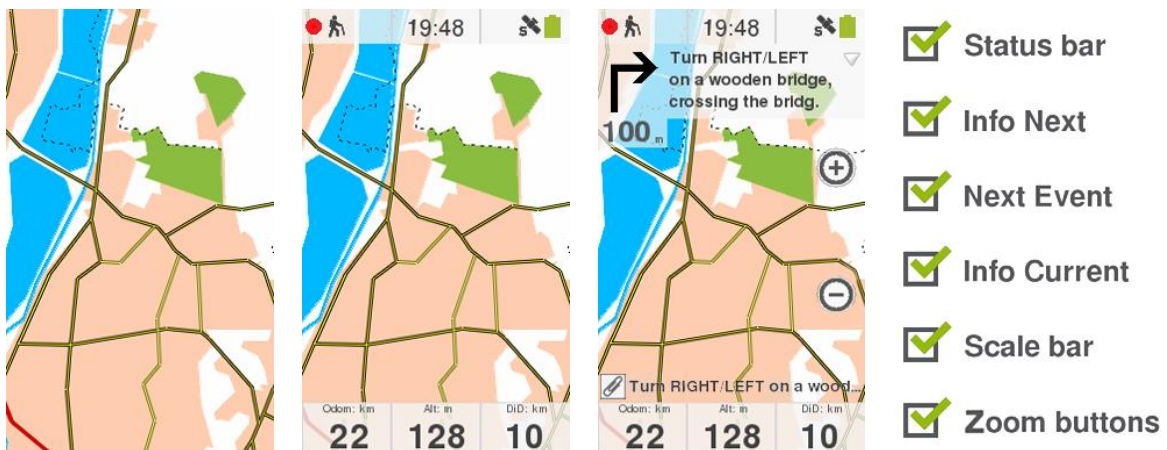 19:48
S
Odom: km
Alt: m
DiD: km
22
128
10
19:48
S
Turn RIGHT/LEFT
on a wooden bridge,
crossing the bridg.
100 m
Turn RIGHT/LEFT on a wood...
Odom: km
Alt: m
DiD: km
22
128
10
Status bar
Info Next
Next Event
Info Current
Scale bar
Zoom buttons